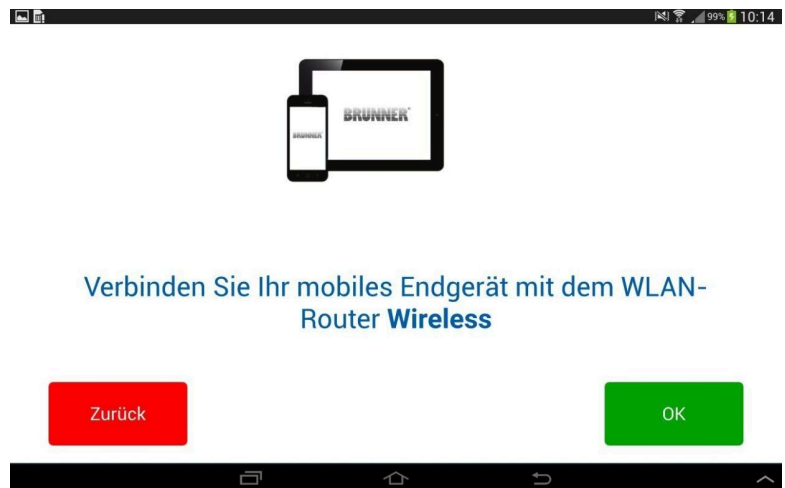 99% 10:14
BRUNNER
BRUNNER
Verbinden Sie Ihr mobiles Endgerät mit dem WLAN-
Router Wireless
Zurück
OK